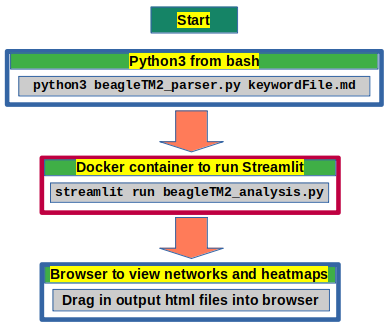 Start
Python3 from bash
python3 beagleTM2_parser.py keywordFile.md
Docker container to run Streamlit
streamlit run beagleTM2_analysis.py
Browser to view networks and heatmaps
Drag in output html files into browser